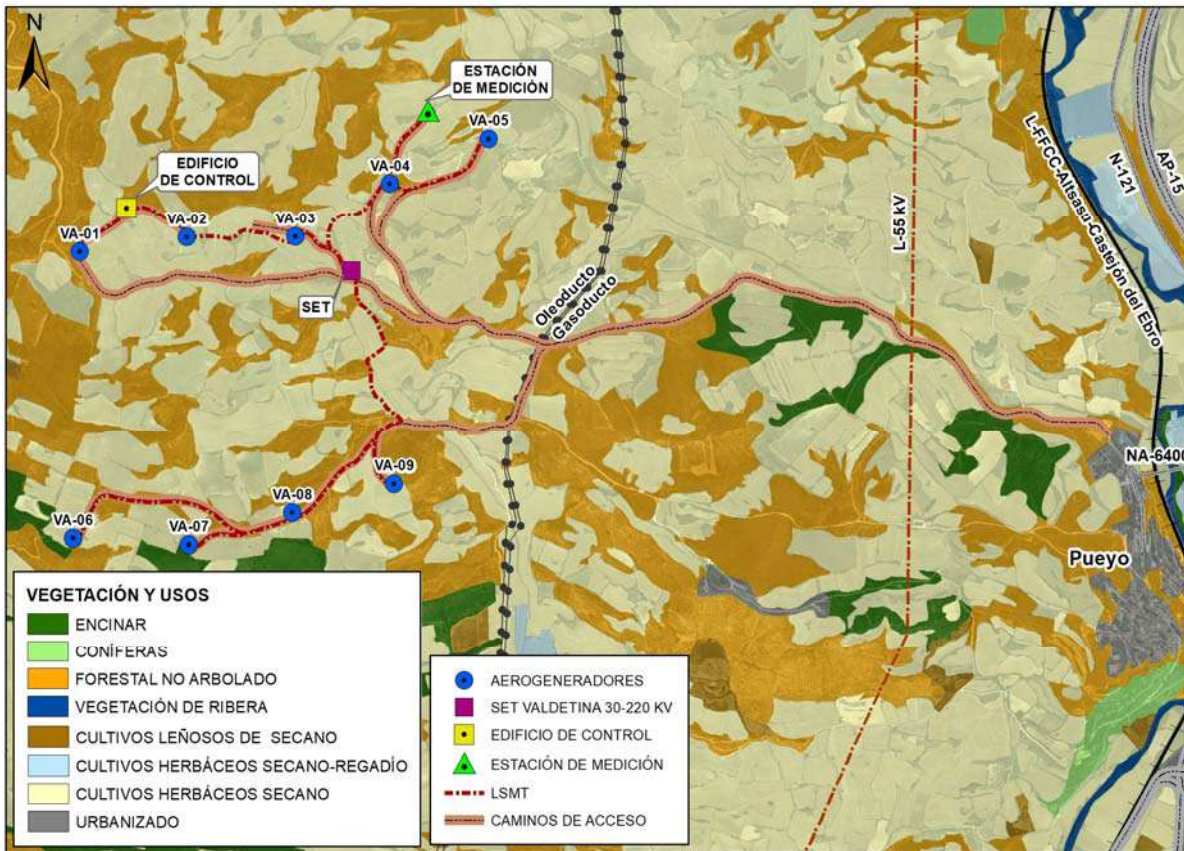 N
ESTACIÓN
DE MEDICIÓN
VA-05
VA-04
EDIFICIO
DE CONTROL
VA-02
VA-03
VA-01
SET
Oleoducto
Gasoducto
L-55 kV
L-FFCC-Altsasu-Castejón del Ebro
N-121
AP-15
NA-6400
VA-09
VA-08
VA-06
VA-07
Pueyo
VEGETACIÓN Y USOS
ENCINAR
CONÍFERAS
FORESTAL NO ARBOLADO
VEGETACIÓN DE RIBERA
CULTIVOS LEÑOSOS DE SECANO
CULTIVOS HERBÁCEOS SECANO-REGADÍO
CULTIVOS HERBÁCEOS SECANO
URBANIZADO
AEROGENERADORES
SET VALDETINA 30-220 KV
EDIFICIO DE CONTROL
ESTACIÓN DE MEDICIÓN
LSMT
CAMINOS DE ACCESO